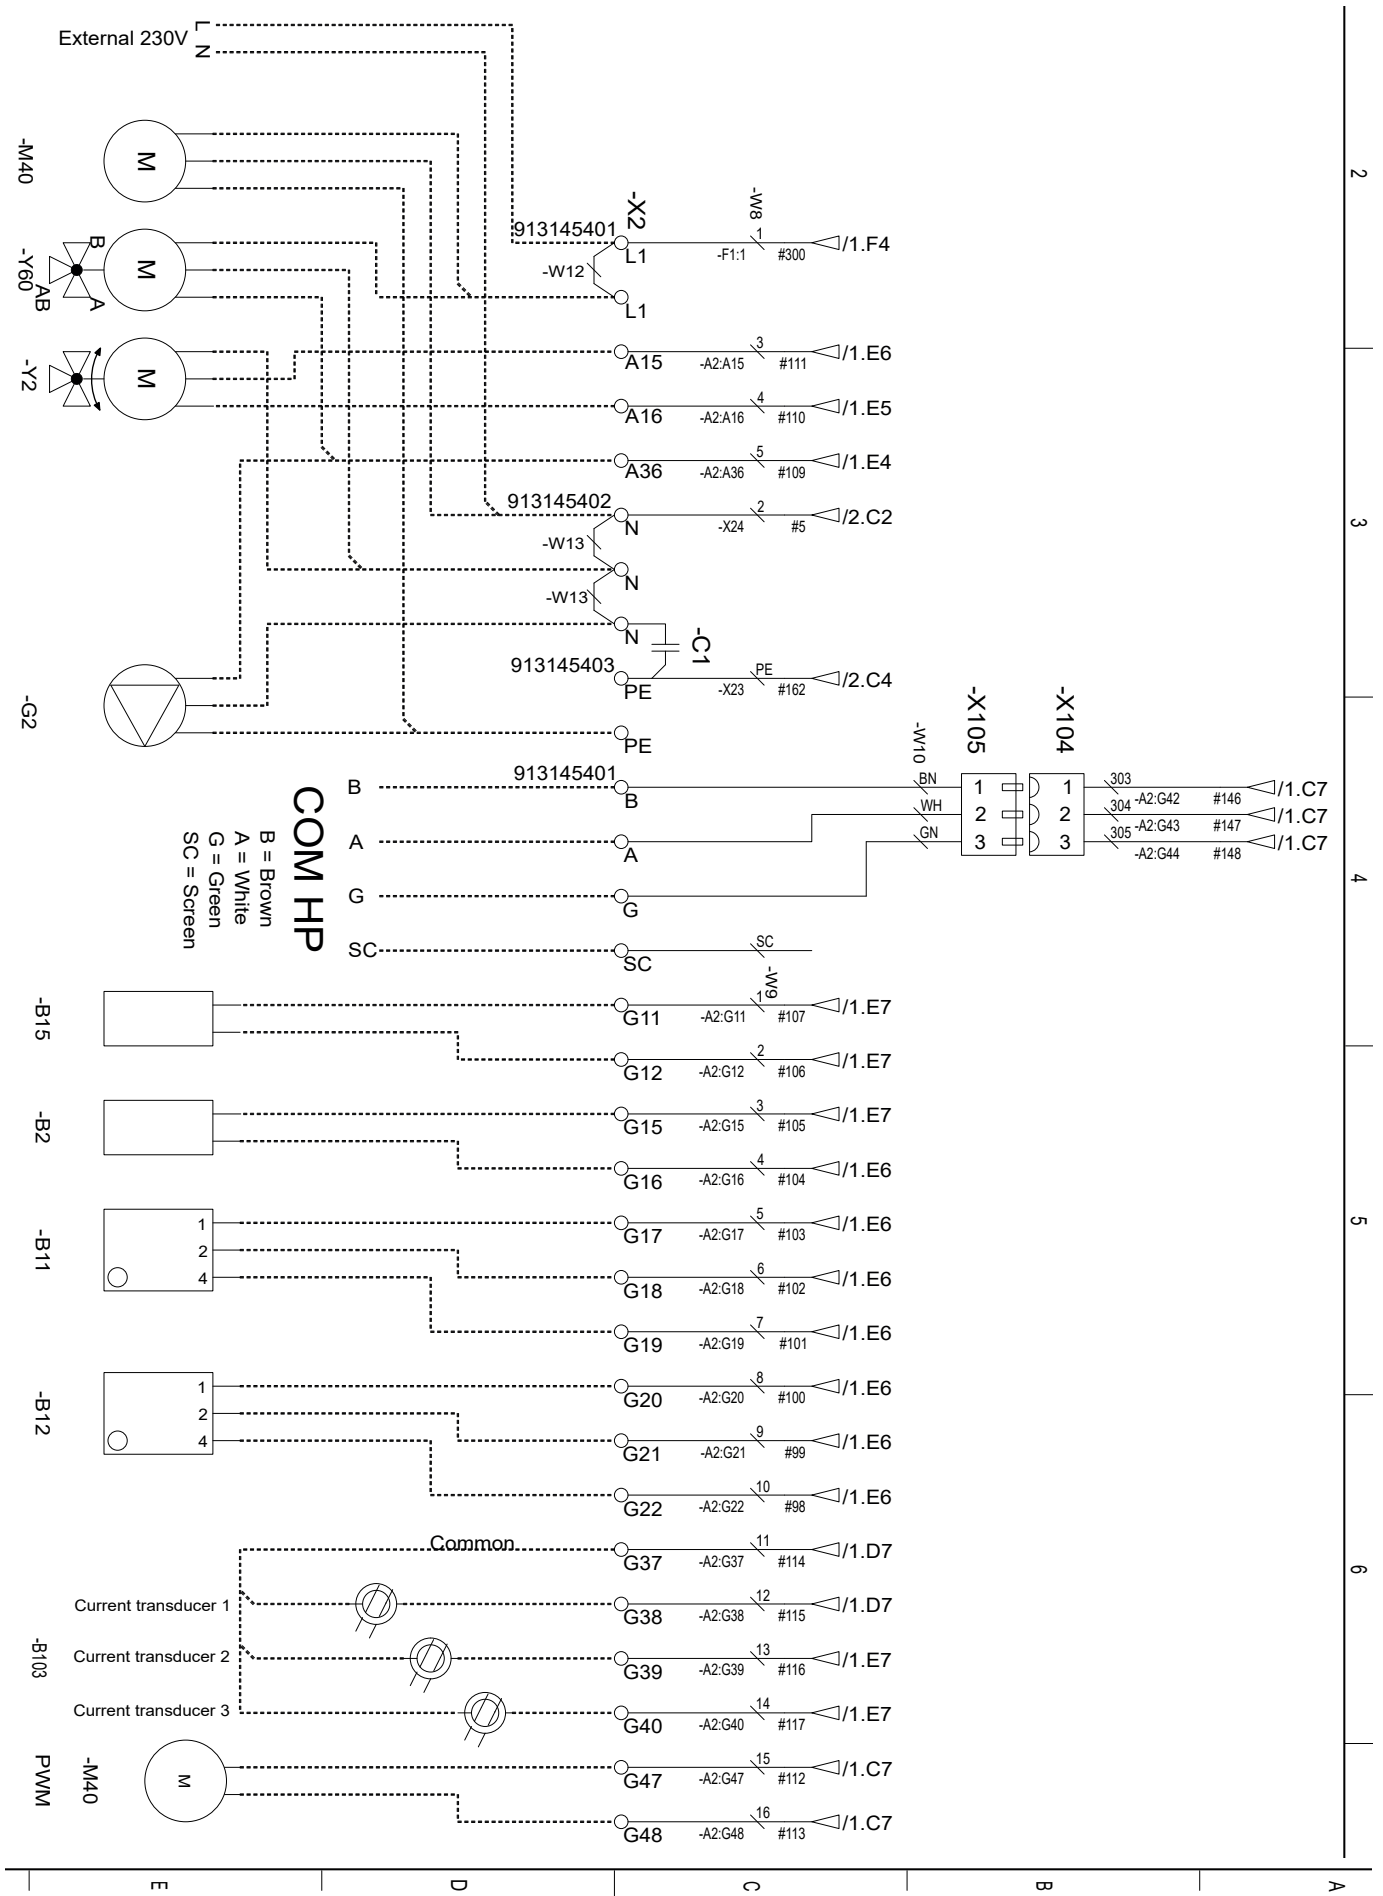 External 230V
L
N
2
-M40
M
-X2
-W8
913145401
L1
-F1:1
1
#300
/1.F4
-W12
L1
-Y60
B
A
AB
M
A15
-A2:A15
3
#111
/1.E6
-Y2
M
A16
-A2:A16
4
#110
/1.E5
A36
-A2:A36
5
#109
/1.E4
913145402
N
-X24
2
#5
/2.C2
3
-W13
N
-W13
N
-C1
913145403
PE
-X23
PE
#162
/2.C4
-G2
PE
-W10
-X105
-X104
B
913145401
B
BN
1
1
303
-A2:G42
#146
/1.C7
WH
2
2
304
-A2:G43
#147
/1.C7
A
A
GN
3
3
305
-A2:G44
#148
/1.C7
G
G
4
SC
SC
SC
COM HP
B = Brown
A = White
G = Green
SC = Screen
-W9
-B15
G11
-A2:G11
1
#107
/1.E7
G12
-A2:G12
2
#106
/1.E7
-B2
G15
-A2:G15
3
#105
/1.E7
G16
-A2:G16
4
#104
/1.E6
-B11
1
2
4
G17
-A2:G17
5
#103
/1.E6
5
G18
-A2:G18
6
#102
/1.E6
G19
-A2:G19
7
#101
/1.E6
-B12
1
2
4
G20
-A2:G20
8
#100
/1.E6
G21
-A2:G21
9
#99
/1.E6
G22
-A2:G22
10
#98
/1.E6
Common
G37
-A2:G37
11
#114
/1.D7
6
-B103
Current transducer 1
G38
-A2:G38
12
#115
/1.D7
Current transducer 2
G39
-A2:G39
13
#116
/1.E7
Current transducer 3
G40
-A2:G40
14
#117
/1.E7
PWM
-M40
M
G47
-A2:G47
15
#112
/1.C7
G48
-A2:G48
16
#113
/1.C7
E
D
C
B
A